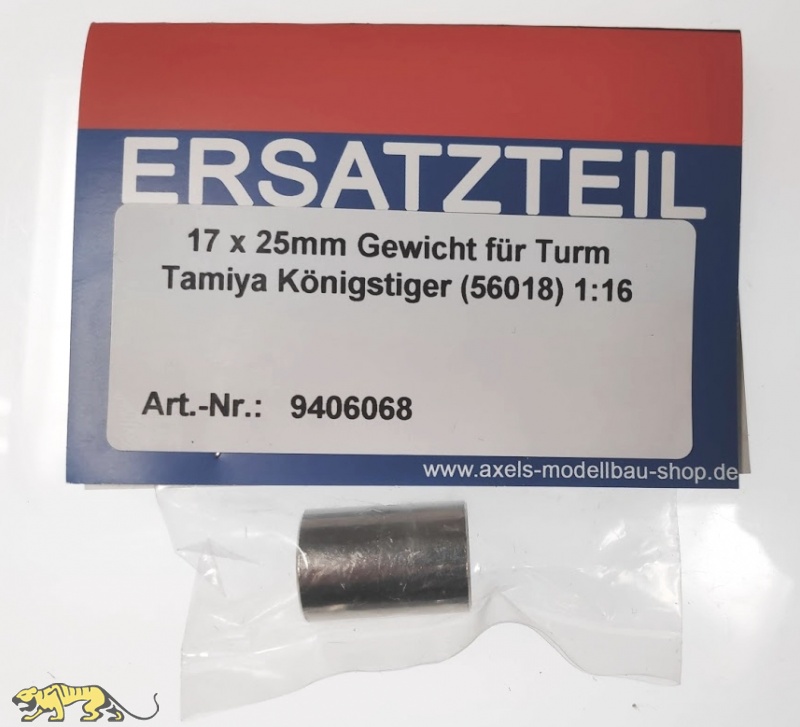 ERSATZTEIL
17 x 25mm Gewicht für Turm
Tamiya Königstiger (56018) 1:16
Art.-Nr.: 9406068
www.axels-modellbau-shop.de